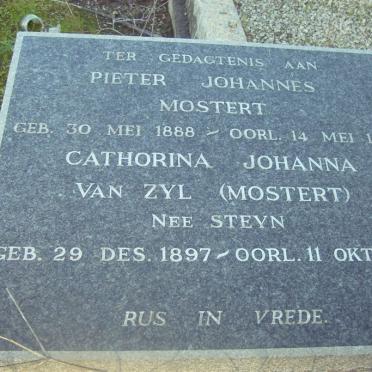 TER GEDAGTENIS AAN
PIETER JOHANNES
MOSTERT
GEB. 30 MEI 1888 ~ OORL. 14 MEI 1
CATHORINA JOHANNA
VAN ZYL (MOSTERT)
NEE STEYN
GEB. 29 DES. 1897 ~ OORL. 11 OKT
RUS IN VREDE.